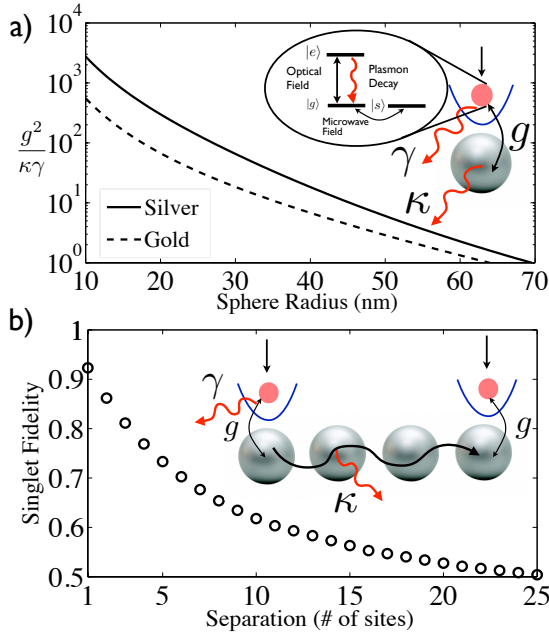 a)
10^4
10^3
10^2
10^1
10^0
g^2
κγ
|e⟩
Optical Field
Plasmon Decay
|g⟩
|s⟩
Microwave Field
g
γ
κ
Silver
Gold
10
20
30
40
50
60
70
Sphere Radius (nm)
b)
1
0.9
0.8
0.7
0.6
0.5
Singlet Fidelity
γ
g
g
κ
1
5
10
15
20
25
Separation (# of sites)